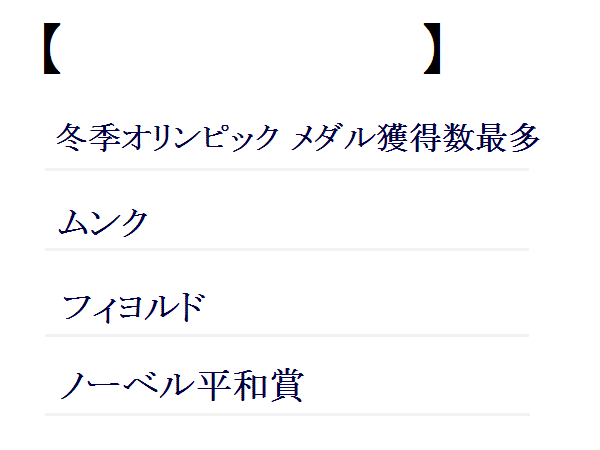 【 】
冬季オリンピック メダル獲得数最多
ムンク
フィヨルド
ノーベル平和賞